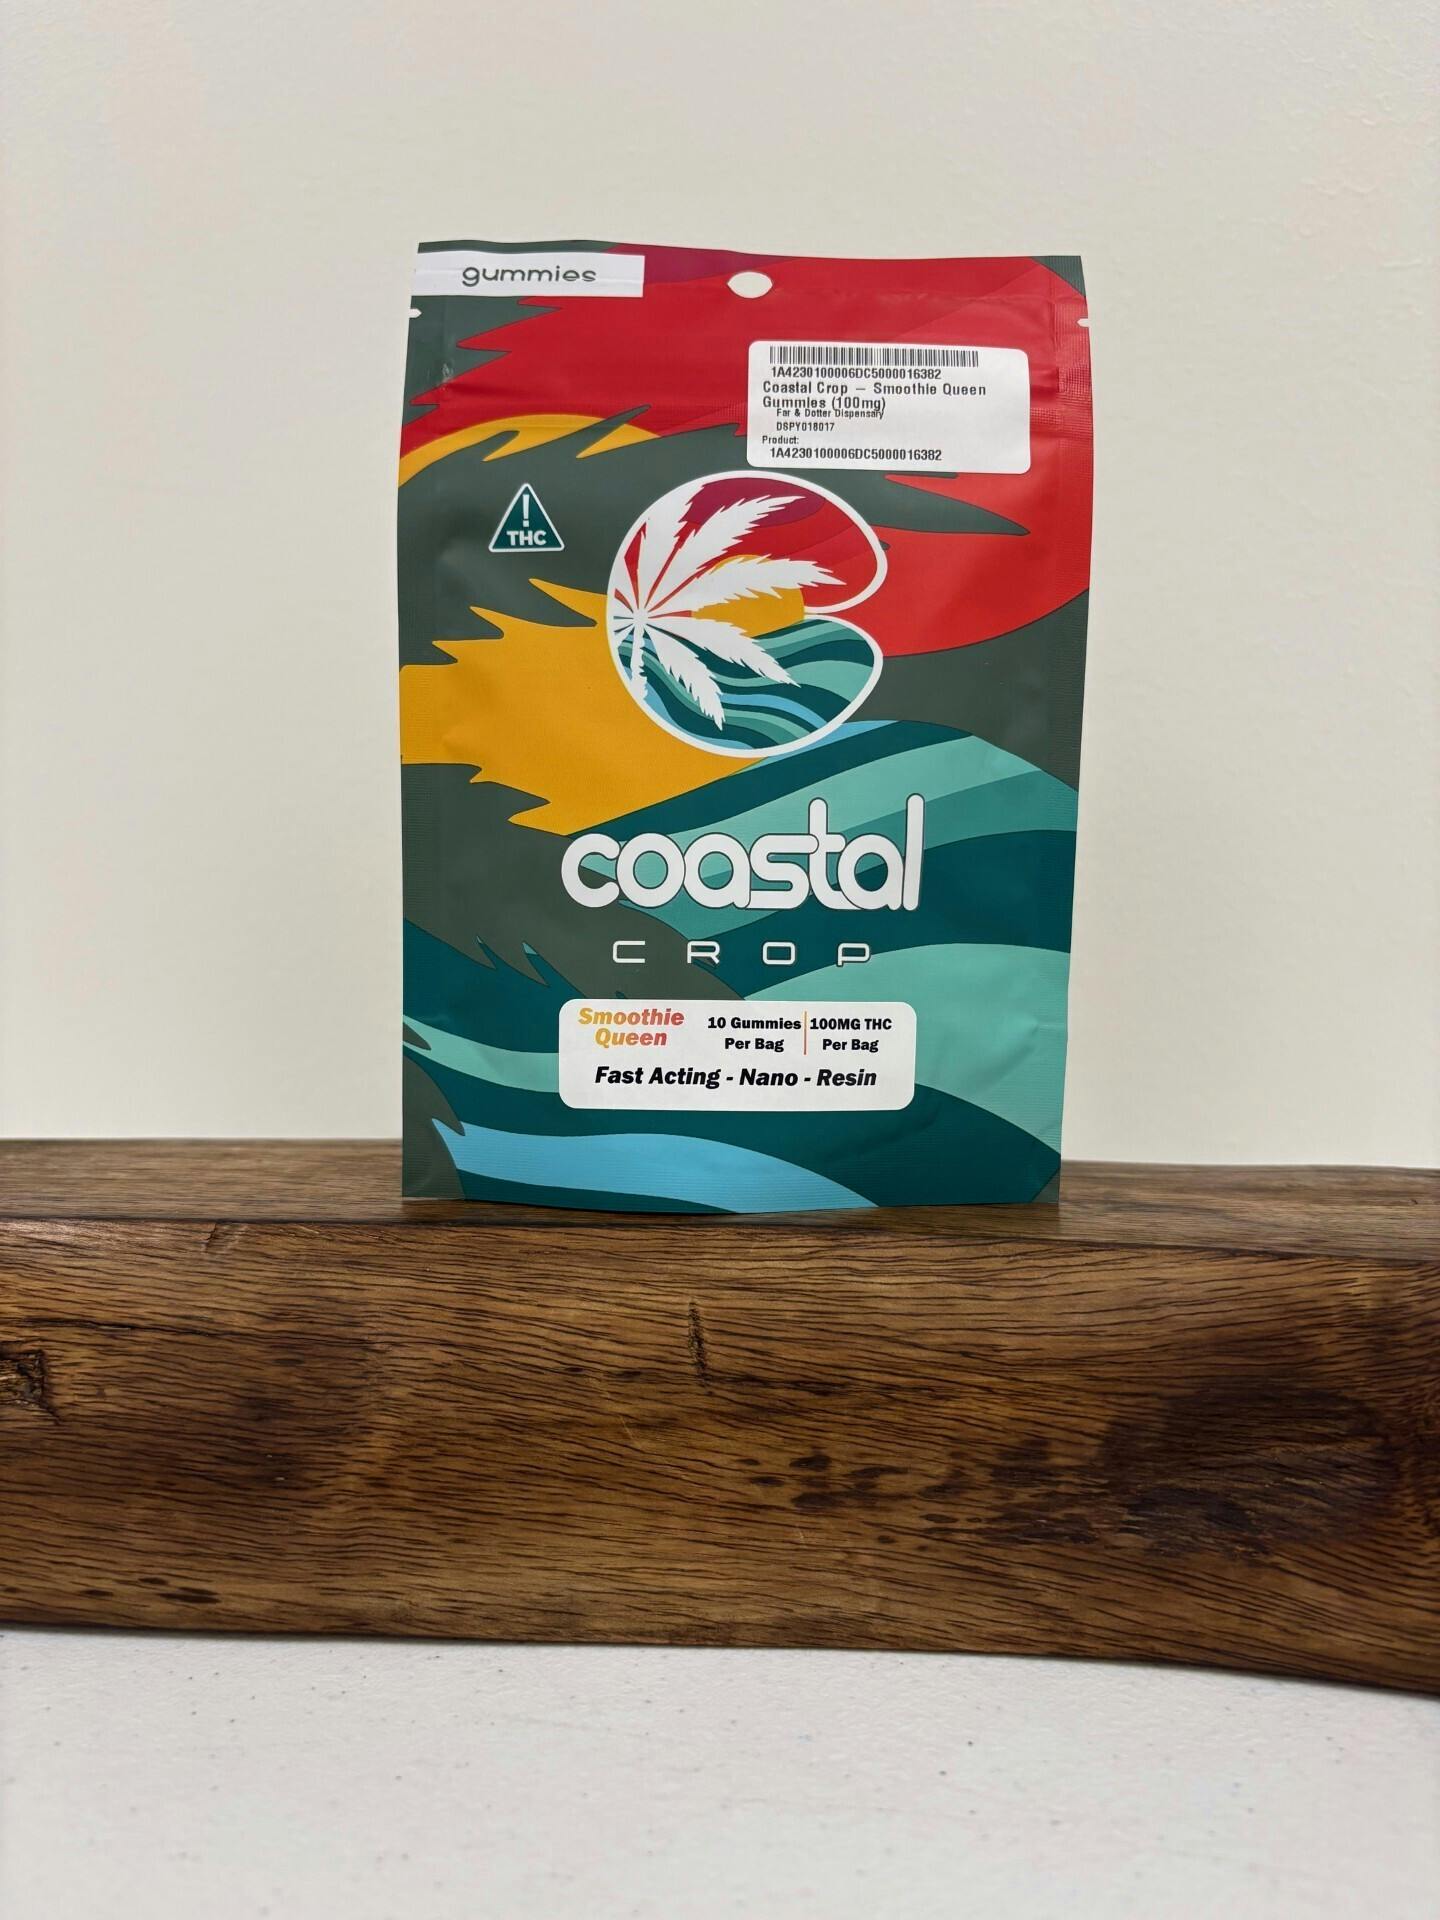 gummies
1A4230100006DC5000016382
Coastal Crop – Smoothie Queen
Gummies (100mg)
Far & Dotter Dispensary
DSPY018017
Product:
1A4230100006DC5000016382
!
THC
coastal
CROP
Smoothie
Queen
10 Gummies
Per Bag
100MG THC
Per Bag
Fast Acting - Nano - Resin